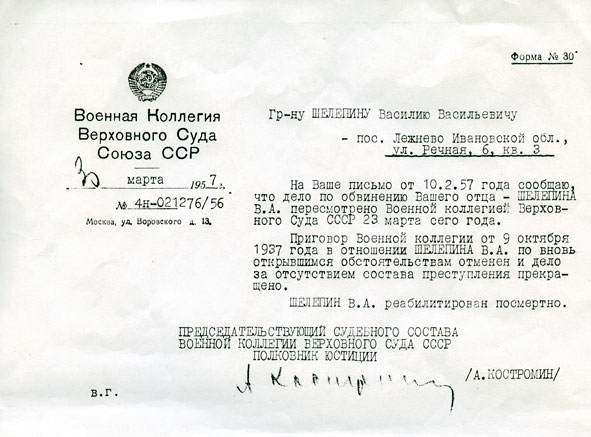 Форма № 30
Военная Коллегия
Верховного Суда
Союза ССР
марта 1957 г.
№ 4н-021276/56
Москва, ул. Воровского д. 13.
Гр-ну ШЕЛЕПИНУ Василию Васильевичу
- пос. Лежнево Ивановской обл.,
ул. Речная, 6, кв. 3
На Ваше письмо от 10.2.57 года сообщаю,
что дело по обвинению Вашего отца - ШЕЛЕПИНА
В.А. пересмотрено Военной коллегией Верхов-
ного Суда СССР 23 марта сего года.
Приговор Военной коллегии от 9 октября
1937 года в отношении ШЕЛЕПИНА В.А. по вновь
открывшимся обстоятельствам отменен и дело
за отсутствием состава преступления прекра-
щено.
ШЕЛЕПИН В.А. реабилитирован посмертно.
ПРЕДСЕДАТЕЛЬСТВУЮЩИЙ СУДЕБНОГО СОСТАВА
ВОЕННОЙ КОЛЛЕГИИ ВЕРХОВНОГО СУДА СССР
ПОЛКОВНИК ЮСТИЦИИ
/А.КОСТРОМИН/
в.г.